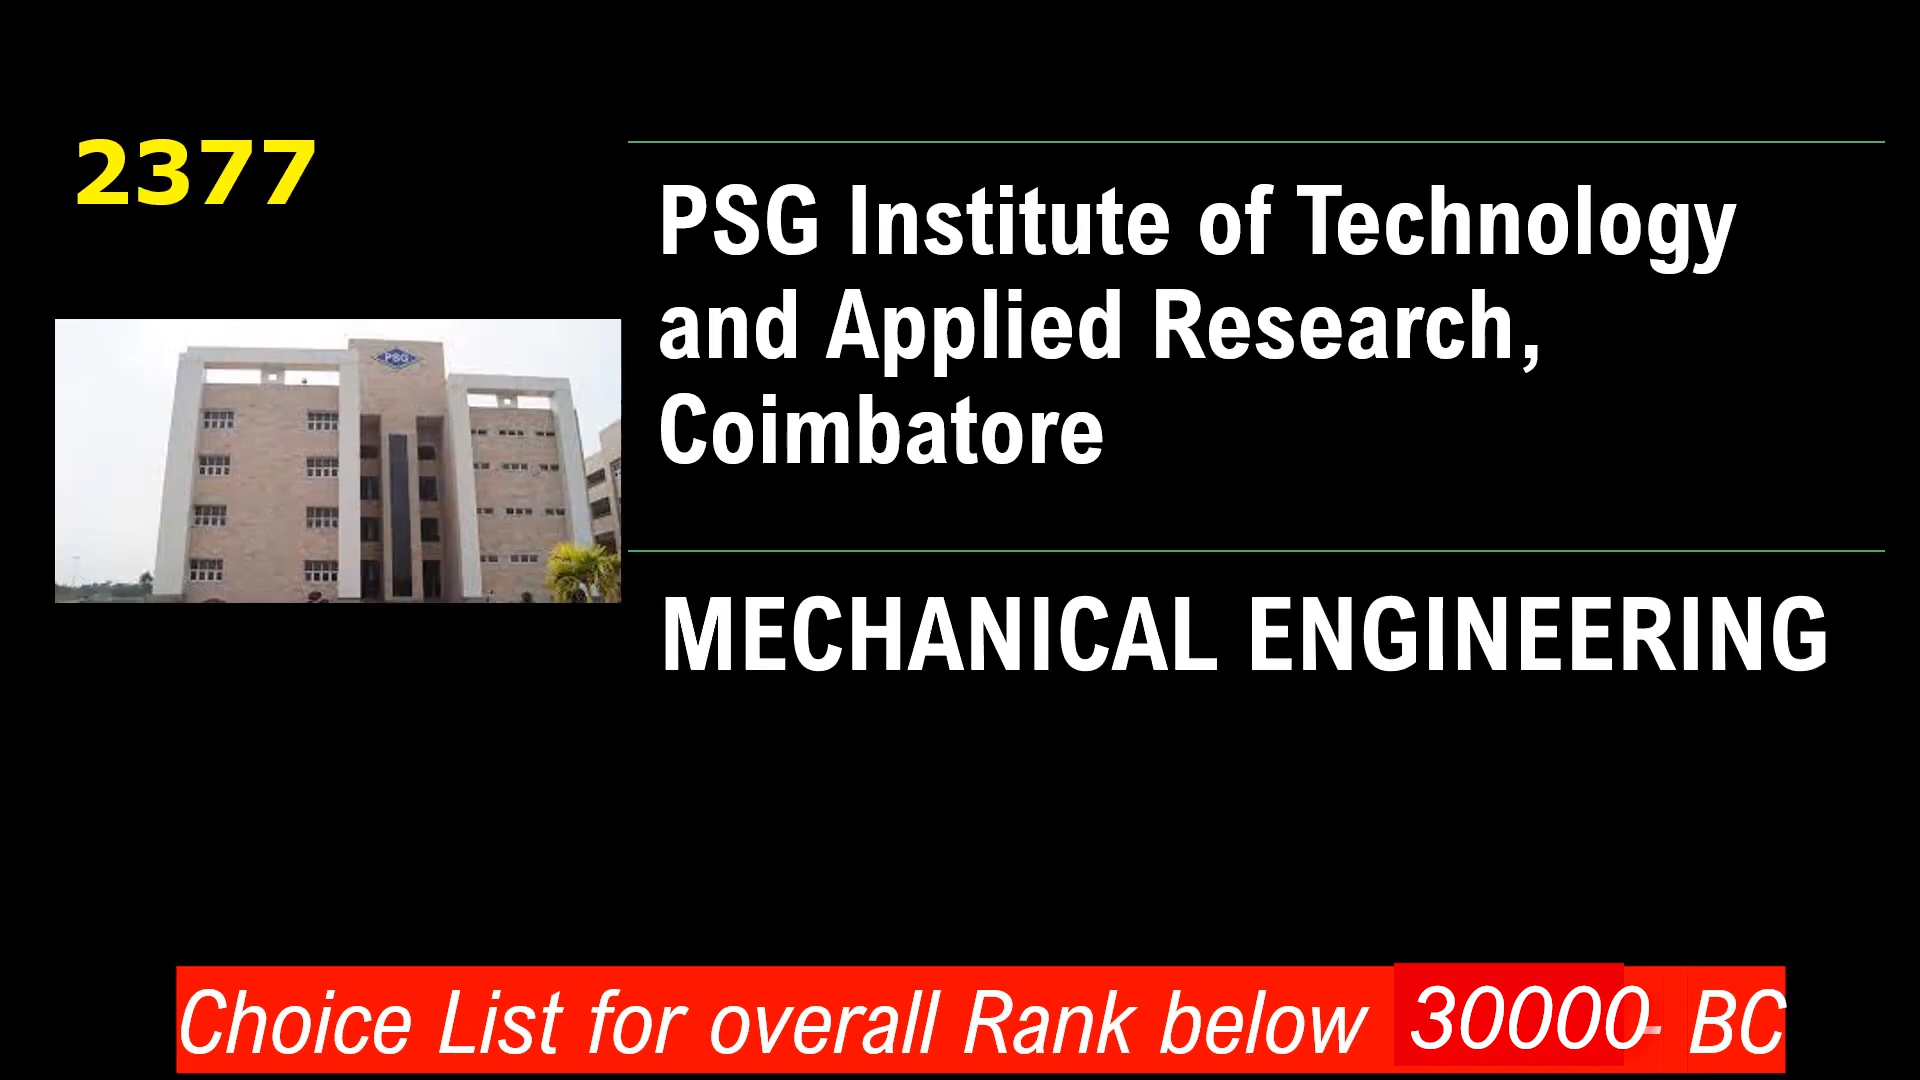 2377
PSG Institute of Technology
and Applied Research,
Coimbatore
PSG
MECHANICAL ENGINEERING
Choice List for overall Rank below 30000- BC